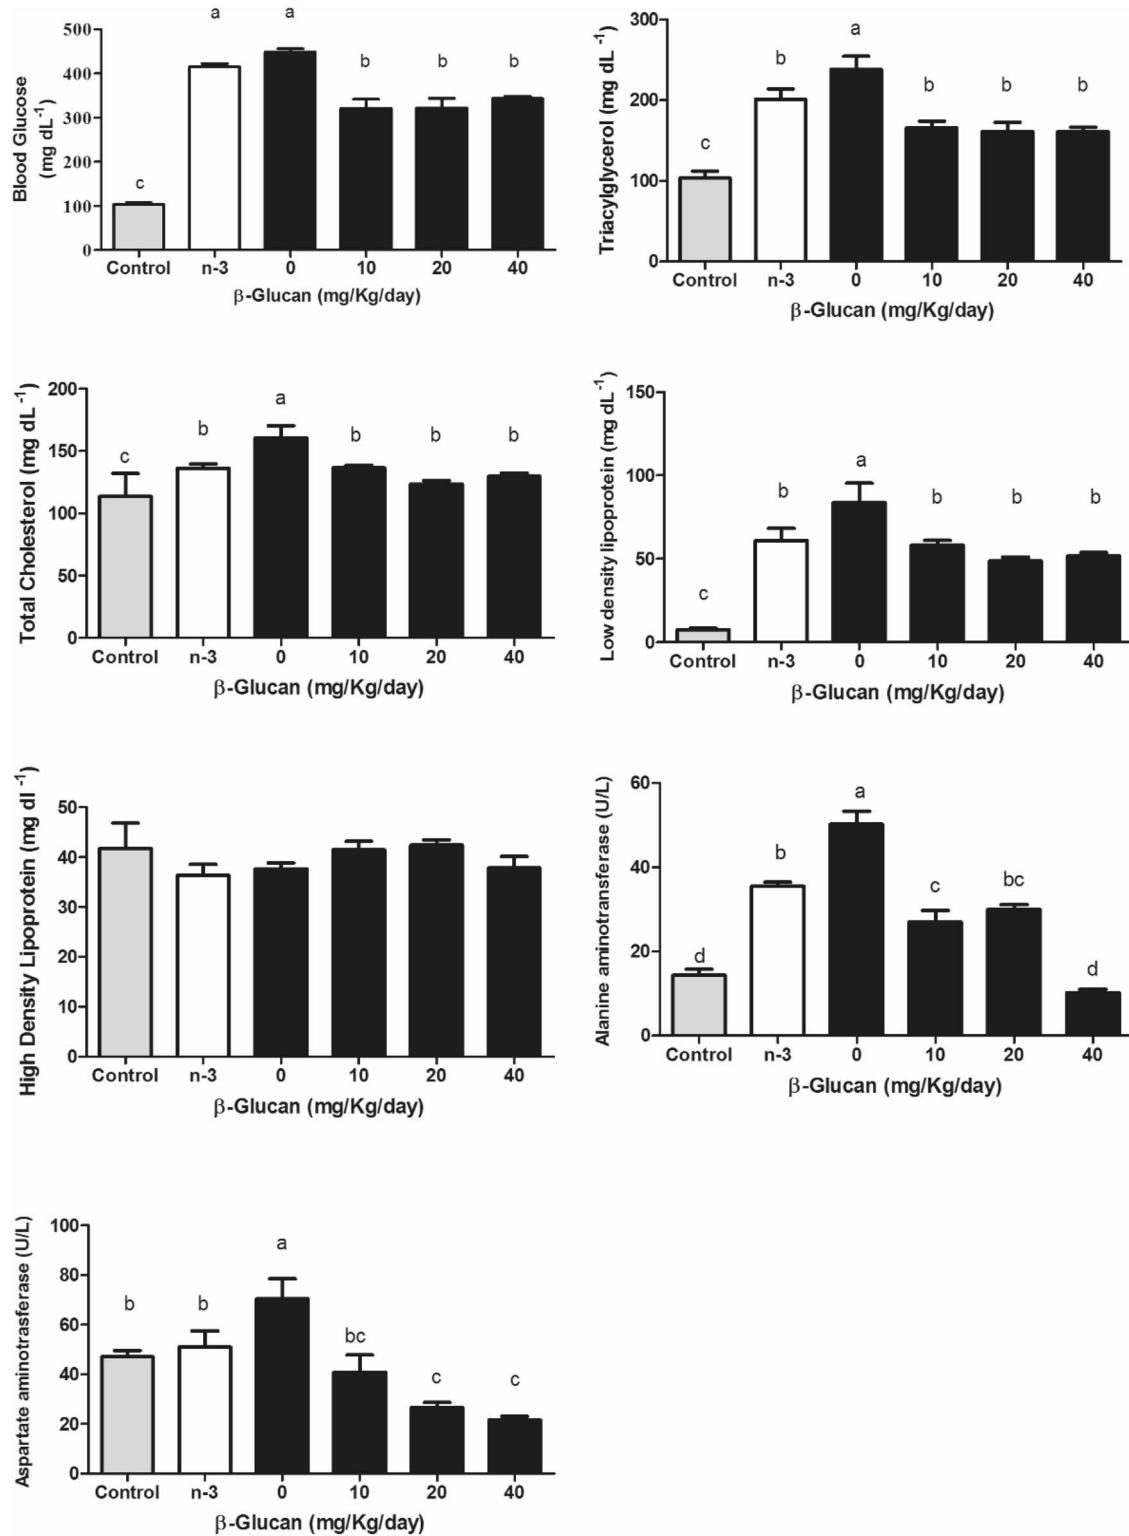 Blood Glucose
(mg dL⁻¹)
500
400
300
200
100
0
a
a
b
b
b
c
Control
n-3
0
10
20
40
β-Glucan (mg/Kg/day)
Triacylglycerol (mg dL ⁻¹)
300
200
100
0
a
b
b
b
b
c
Control
n-3
0
10
20
40
β-Glucan (mg/Kg/day)
Total Cholesterol (mg dL ⁻¹)
200
150
100
50
0
c
b
a
b
b
b
Control
n-3
0
10
20
40
β-Glucan (mg/Kg/day)
Low density lipoprotein (mg dL⁻¹)
150
100
50
0
c
b
a
b
b
b
Control
n-3
0
10
20
40
β-Glucan (mg/Kg/day)
High Density Lipoprotein (mg dl ⁻¹)
50
40
30
20
10
0
Control
n-3
0
10
20
40
β-Glucan (mg/Kg/day)
Alanine aminotransferase (U/L)
60
40
20
0
d
b
a
c
bc
d
Control
n-3
0
10
20
40
β-Glucan (mg/Kg/day)
Aspartate aminotrasferase (U/L)
100
80
60
40
20
0
b
b
a
bc
c
c
Control
n-3
0
10
20
40
β-Glucan (mg/Kg/day)